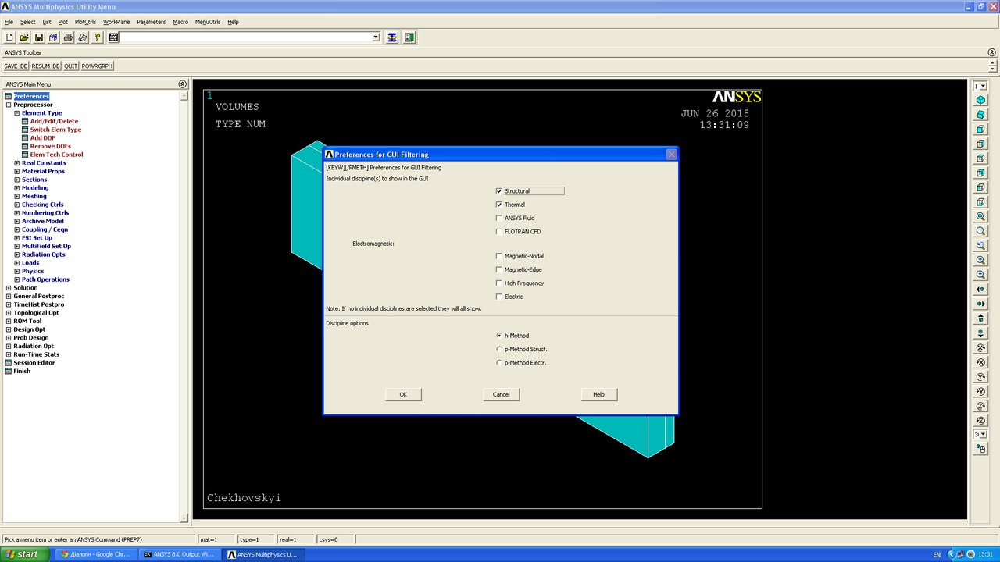 ANSYS Multiphysics Utility Menu
File Select List Plot PlotCtrls WorkPlane Parameters Macro MenuCtrls Help
ANSYS Toolbar
SAVE_DB RESUM_DB QUIT POWRGRPH
ANSYS Main Menu
Preferences
Preprocessor
Element Type
Add/Edit/Delete
Switch Elem Type
Add DOF
Remove DOFs
Elem Tech Control
Real Constants
Material Props
Sections
Modeling
Meshing
Checking Ctrls
Numbering Ctrls
Archive Model
Coupling / Ceqn
FSI Set Up
MultiField Set Up
Radiation Opts
Loads
Physics
Path Operations
Solution
General Postproc
TimeHist Postpro
Topological Opt
ROM Tool
Design Opt
Prob Design
Radiation Opt
Run-Time Stats
Session Editor
Finish
1
VOLUMES
TYPE NUM
ANSYS
JUN 26 2015
13:31:09
Preferences for GUI Filtering
[KEYW][/PMETH] Preferences for GUI Filtering
Individual discipline(s) to show in the GUI
Structural
Thermal
ANSYS Fluid
FLOTRAN CFD
Electromagnetic:
Magnetic-Nodal
Magnetic-Edge
High Frequency
Electric
Note: If no individual disciplines are selected they will all show.
Discipline options
h-Method
p-Method Struct.
p-Method Electr.
OK Cancel Help
Chekhovskyi
1
Pick a menu item or enter an ANSYS Command (PREP7) mat=1 type=1 real=1 csys=0
start Діалоги - Google Chr... ANSYS 8.0 Output Wi... ANSYS Multiphysics U... EN 13:31